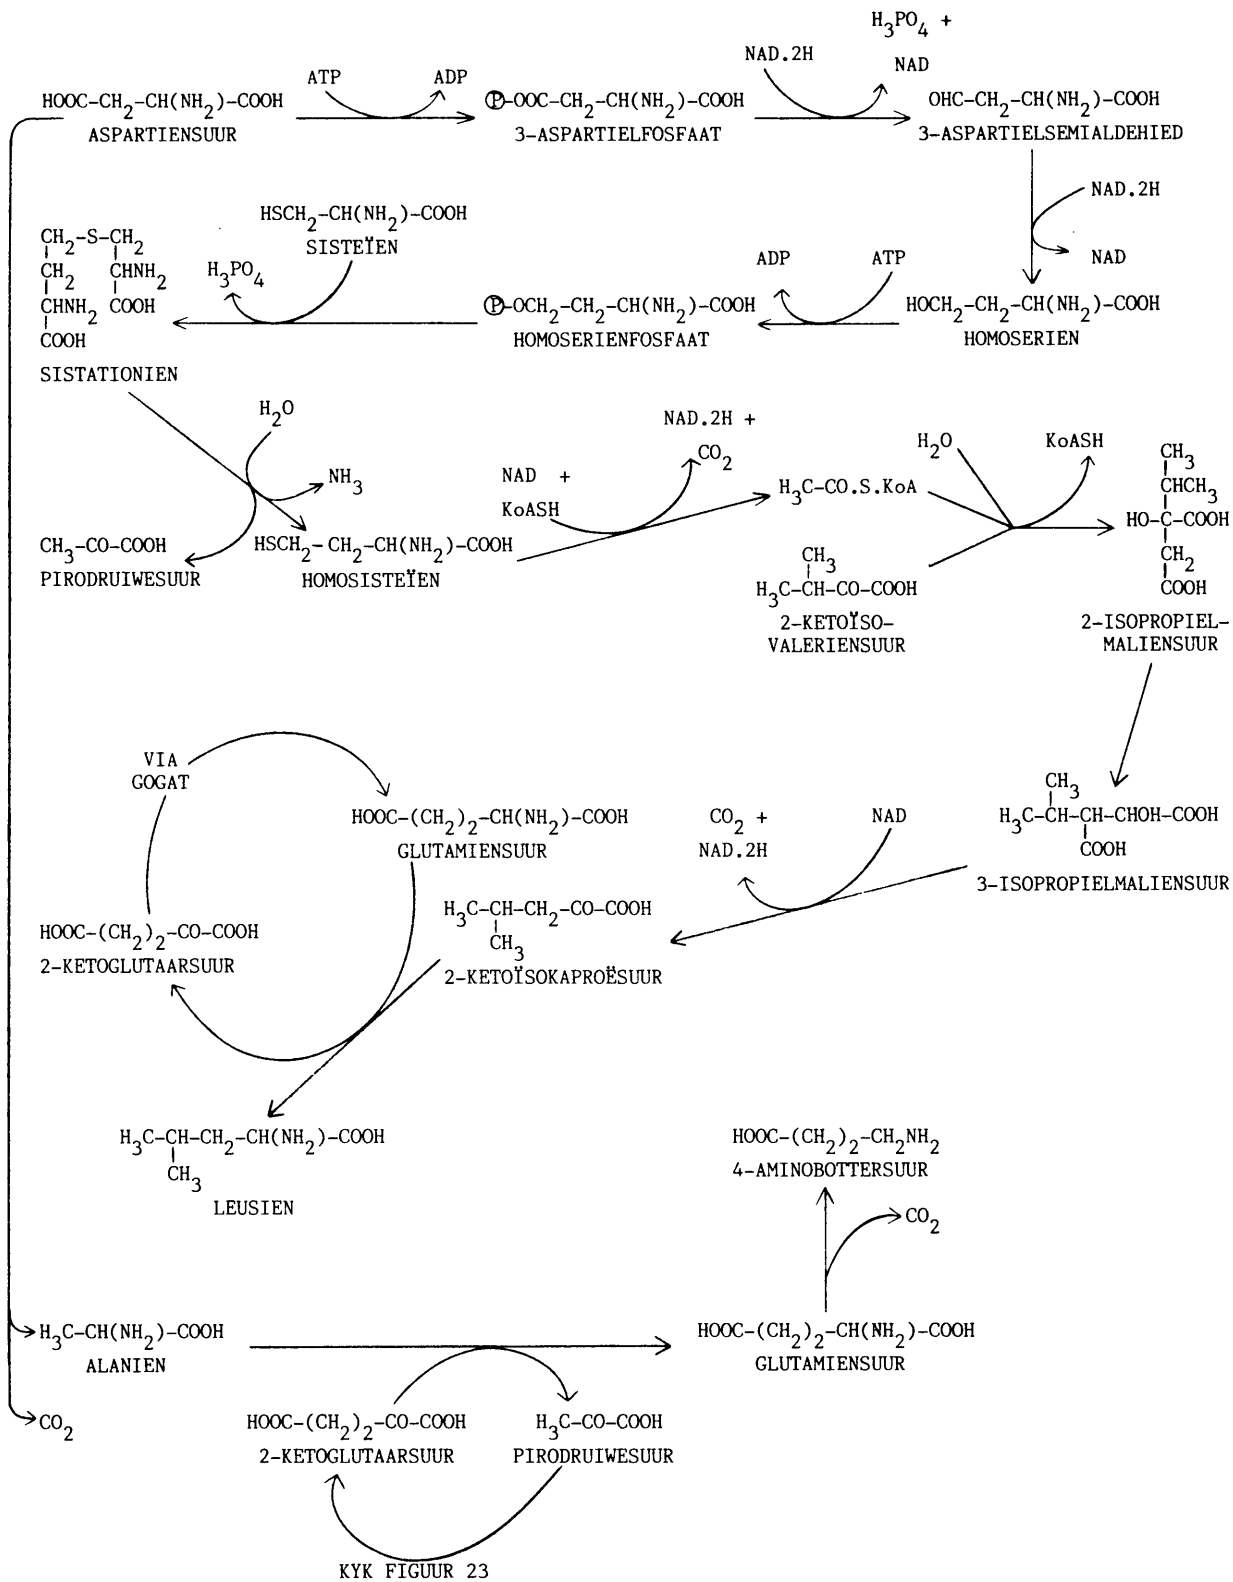 H3PO4 +
NAD.2H
NAD
ATP
ADP
HOOC-CH2-CH(NH2)-COOH
ASPARTIENSUUR
Ⓟ-OOC-CH2-CH(NH2)-COOH
3-ASPARTIELFOSFAAT
OHC-CH2-CH(NH2)-COOH
3-ASPARTIELSEMIALDEHIED
NAD.2H
NAD
HSCH2-CH(NH2)-COOH
SISTEÏEN
H3PO4
ADP
ATP
CH2-S-CH2
CH2 CHNH2
CHNH2 COOH
COOH
SISTATIONIEN
Ⓟ-OCH2-CH2-CH(NH2)-COOH
HOMOSERIENFOSFAAT
HOCH2-CH2-CH(NH2)-COOH
HOMOSERIEN
H2O
NH3
CH3-CO-COOH
PIRODRUIWESUUR
HSCH2-CH2-CH(NH2)-COOH
HOMOSISTEÏEN
NAD +
KoASH
NAD.2H +
CO2
H3C-CO.S.KoA
H2O
KoASH
CH3
H3C-CH-CO-COOH
2-KETOÏSO-
VALERIENSUUR
CH3
CHCH3
HO-C-COOH
CH2
COOH
2-ISOPROPIEL-
MALIENSUUR
VIA
GOGAT
HOOC-(CH2)2-CH(NH2)-COOH
GLUTAMIENSUUR
CO2 +
NAD.2H
NAD
CH3
H3C-CH-CH-CHOH-COOH
COOH
3-ISOPROPIELMALIENSUUR
HOOC-(CH2)2-CO-COOH
2-KETOGLUTAARSUUR
H3C-CH-CH2-CO-COOH
CH3
2-KETOÏSOKAPROËSUUR
H3C-CH-CH2-CH(NH2)-COOH
CH3
LEUSIEN
HOOC-(CH2)2-CH2NH2
4-AMINOBOTTERSUUR
CO2
H3C-CH(NH2)-COOH
ALANIEN
HOOC-(CH2)2-CH(NH2)-COOH
GLUTAMIENSUUR
CO2
HOOC-(CH2)2-CO-COOH
2-KETOGLUTAARSUUR
H3C-CO-COOH
PIRODRUIWESUUR
KYK FIGUUR 23